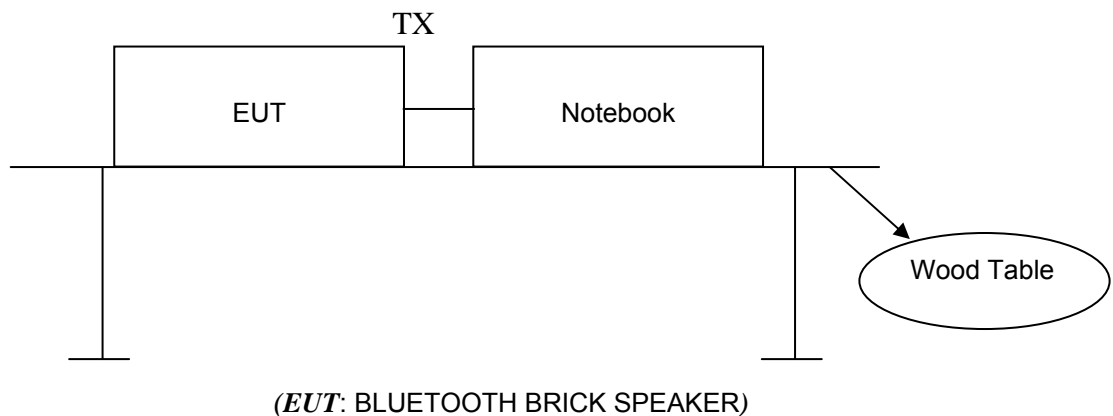 TX
EUT
Notebook
Wood Table
(EUT: BLUETOOTH BRICK SPEAKER)